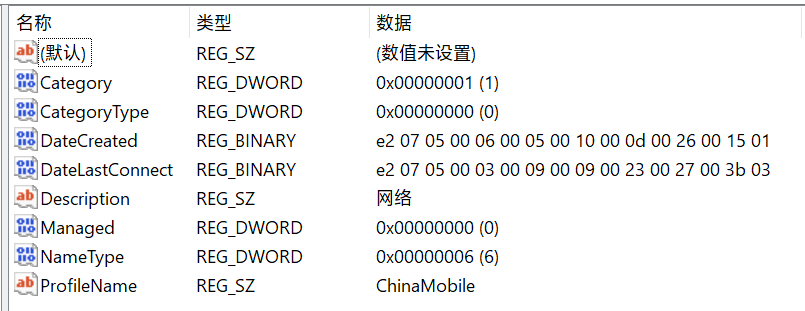 名称 类型 数据
(默认) REG_SZ (数值未设置)
Category REG_DWORD 0x00000001 (1)
CategoryType REG_DWORD 0x00000000 (0)
DateCreated REG_BINARY e2 07 05 00 06 00 05 00 10 00 0d 00 26 00 15 01
DateLastConnect REG_BINARY e2 07 05 00 03 00 09 00 09 00 23 00 27 00 3b 03
Description REG_SZ 网络
Managed REG_DWORD 0x00000000 (0)
NameType REG_DWORD 0x00000006 (6)
ProfileName REG_SZ ChinaMobile